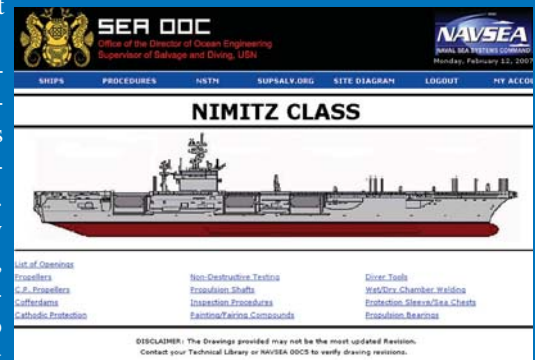 SEA OOC
Office of the Director of Ocean Engineering
Supervisor of Salvage and Diving, USN
NAVSEA
NAVAL SEA SYSTEMS COMMAND
Monday, February 12, 2007
SHIPS PROCEDURES NSTM SUPSALV.ORG SITE DIAGRAM LOGOUT MY ACCOU
NIMITZ CLASS
List of Openings
Propellers Non-Destructive Testing Diver Tools
C.P. Propellers Propulsion Shafts Wet/Dry Chamber Welding
Cofferdams Inspection Procedures Protection Sleeve/Sea Chests
Cathodic Protection Painting/Fairing Compounds Propulsion Bearings
DISCLAIMER: The Drawings provided may not be the most updated Revision.
Contact your Technical Library or NAVSEA 00C5 to verify drawing revisions.